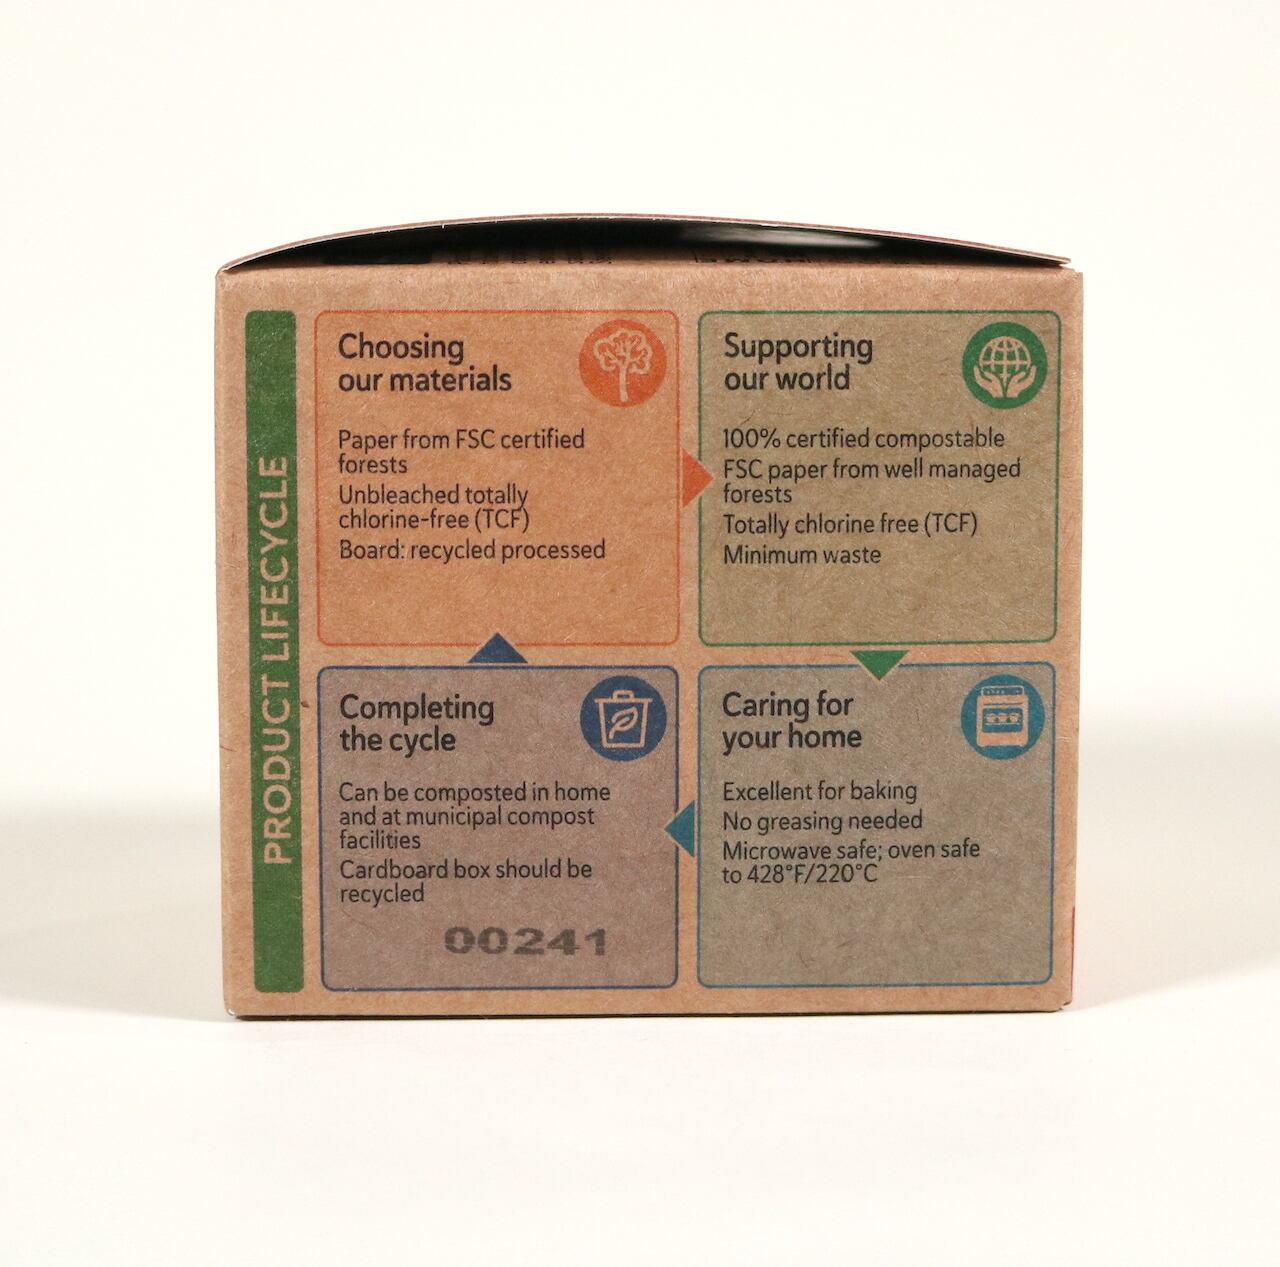 PRODUCT LIFECYCLE
Choosing
our materials
Paper from FSC certified
forests
Unbleached totally
chlorine-free (TCF)
Board: recycled processed
Supporting
our world
100% certified compostable
FSC paper from well managed
forests
Totally chlorine free (TCF)
Minimum waste
Caring for
your home
Excellent for baking
No greasing needed
Microwave safe; oven safe
to 428°F/220°C
Completing
the cycle
Can be composted in home
and at municipal compost
facilities
Cardboard box should be
recycled
00241